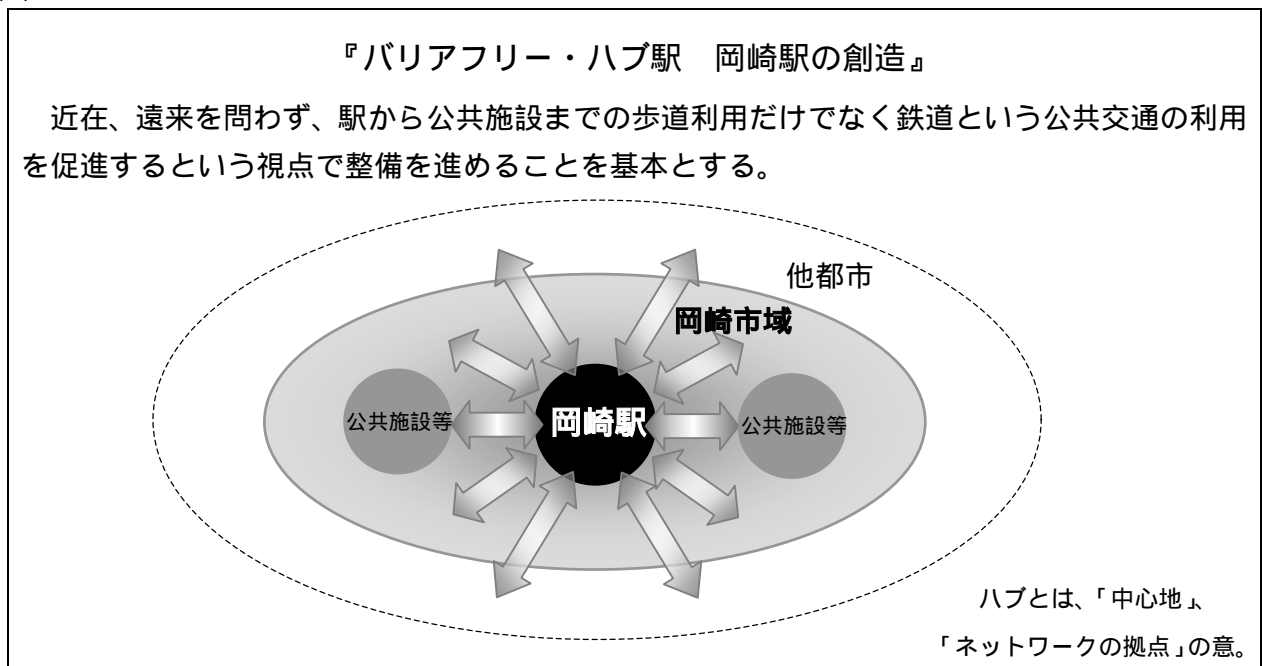 『バリアフリー・ハブ駅　岡崎駅の創造』
近在、遠来を問わず、駅から公共施設までの歩道利用だけでなく鉄道という公共交通の利用
を促進するという視点で整備を進めることを基本とする。
他都市
岡崎市域
公共施設等
岡崎駅
公共施設等
ハブとは、「中心地」、
「ネットワークの拠点」の意。